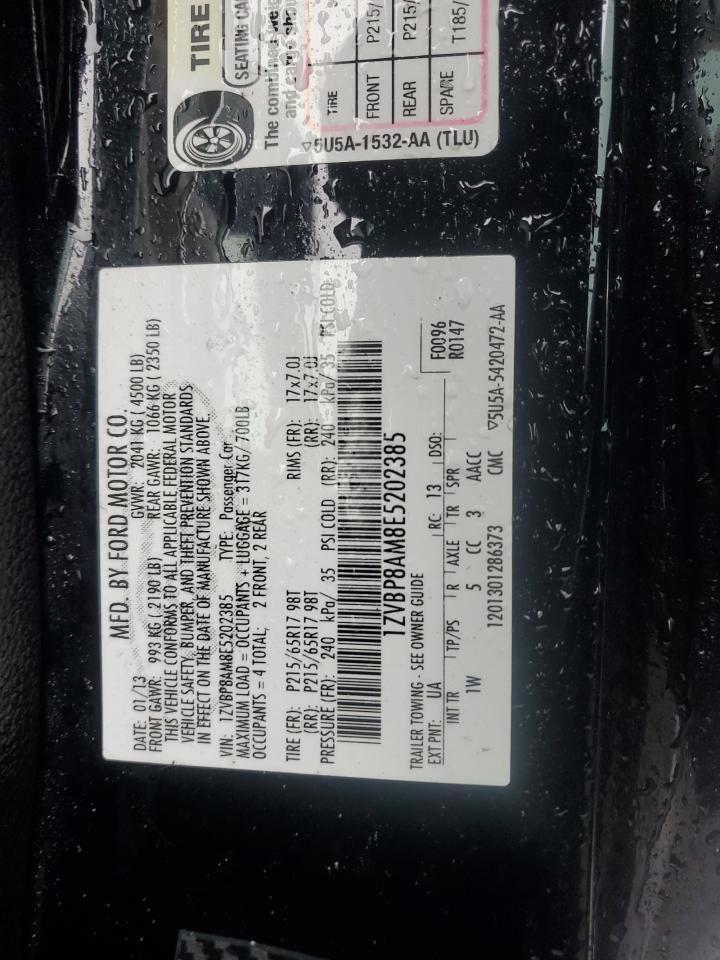 TIRE
SEATING CA
The combined wei
and cargo shou
TIRE
FRONT P215/
REAR P215/
SPARE T185/
▽5U5A-1532-AA (TLU)
MFD. BY FORD MOTOR CO.
DATE: 01/13 GVWR: 2041 KG ( 4500 LB)
FRONT GAWR: 993 KG ( 2190 LB) REAR GAWR: 1066 KG ( 2350 LB)
THIS VEHICLE CONFORMS TO ALL APPLICABLE FEDERAL MOTOR
VEHICLE SAFETY, BUMPER, AND THEFT PREVENTION STANDARDS
IN EFFECT ON THE DATE OF MANUFACTURE SHOWN ABOVE.
VIN: 1ZVBP8AM8E5202385 TYPE: Passenger Car
MAXIMUM LOAD = OCCUPANTS + LUGGAGE = 317KG/ 700LB
OCCUPANTS = 4 TOTAL, 2 FRONT, 2 REAR
TIRE (FR): P215/65R17 98T RIMS (FR): 17x7.0J
(RR): P215/65R17 98T (RR): 17x7.0J
PRESSURE (FR): 240 kPa/ 35 PSI COLD (RR): 240 kPa/ 35 PSI COLD
1ZVBP8AM8E5202385
TRAILER TOWING - SEE OWNER GUIDE
EXT PNT: UA RC: 13 DSO: F0096
R0147
INT TR TP/PS R AXLE TR SPR
1W 5 CC 3 AACC
1201301286373 CMC ▽5U5A-5420472-AA